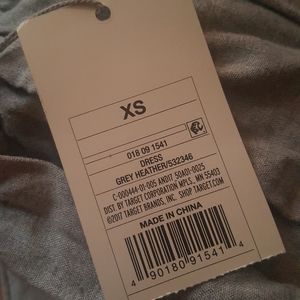 XS
018 09 1541
DRESS
GREY HEATHER/532346
C-000444-01-005 ANDIT 50A01-0025
DIST. BY TARGET CORPORATION MPLS., MN 55403
©2017 TARGET BRANDS, INC. SHOP TARGET.COM
MADE IN CHINA
4 90180 91541 4